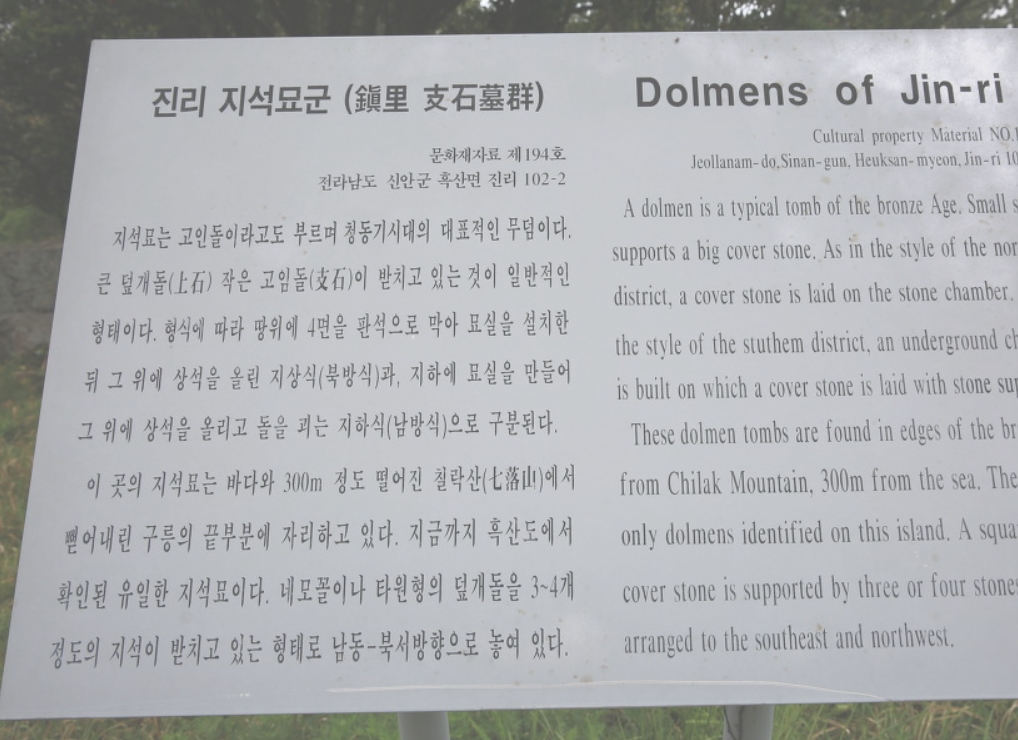 진리 지석묘군 (鎭里 支石墓群)
문화재자료 제194호
전라남도 신안군 흑산면 진리 102-2
지석묘는 고인돌이라고도 부르며 청동기시대의 대표적인 무덤이다.
큰 덮개돌(上石) 작은 고임돌(支石)이 받치고 있는 것이 일반적인
형태이다. 형식에 따라 땅위에 4면을 판석으로 막아 묘실을 설치한
뒤 그 위에 상석을 올린 지상식(북방식)과, 지하에 묘실을 만들어
그 위에 상석을 올리고 돌을 괴는 지하식(남방식)으로 구분된다.
이 곳의 지석묘는 바다와 300m 정도 떨어진 칠락산(七落山)에서
뻗어내린 구릉의 끝부분에 자리하고 있다. 지금까지 흑산도에서
확인된 유일한 지석묘이다. 네모꼴이나 타원형의 덮개돌을 3~4개
정도의 지석이 받치고 있는 형태로 남동-북서방향으로 놓여 있다.
Dolmens of Jin-ri
Cultural property Material NO.
Jeollanam-do,Sinan-gun, Heuksan-myeon, Jin-ri 10
A dolmen is a typical tomb of the bronze Age. Small
supports a big cover stone. As in the style of the
district, a cover stone is laid on the stone chamber.
the style of the stuthem district, an underground
is built on which a cover stone is laid with stone
These dolmen tombs are found in edges of the
from Chilak Mountain, 300m from the sea. The
only dolmens identified on this island. A
cover stone is supported by three or four
arranged to the southeast and northwest.